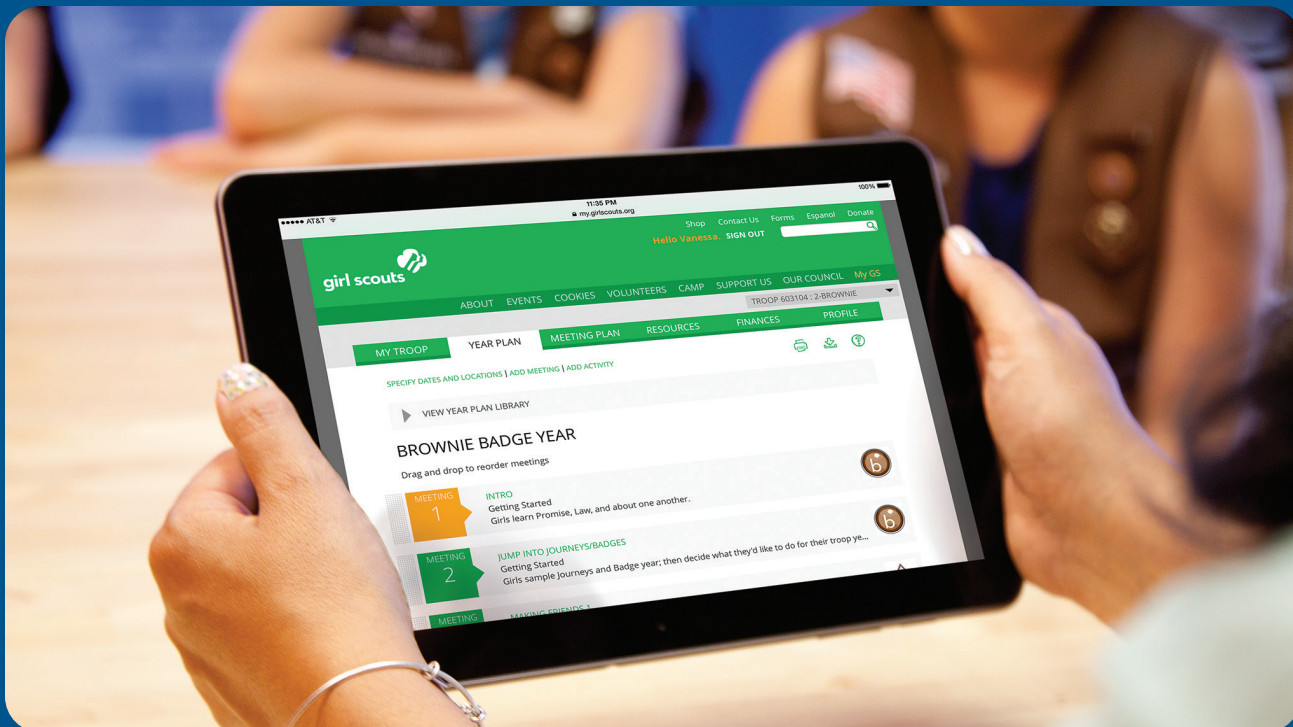 ●●●●● AT&T
11:35 PM
100%
my.girlscouts.org
Shop Contact Us Forms Espanol Donate
Hello Vanessa. SIGN OUT
girl scouts
ABOUT EVENTS COOKIES VOLUNTEERS CAMP SUPPORT US OUR COUNCIL My GS
TROOP 603104 : 2-BROWNIE
MY TROOP YEAR PLAN MEETING PLAN RESOURCES FINANCES PROFILE
SPECIFY DATES AND LOCATIONS | ADD MEETING | ADD ACTIVITY
VIEW YEAR PLAN LIBRARY
BROWNIE BADGE YEAR
Drag and drop to reorder meetings
MEETING
1
INTRO
Getting Started
Girls learn Promise, Law, and about one another.
b
MEETING
2
JUMP INTO JOURNEYS/BADGES
Getting Started
Girls sample Journeys and Badge year; then decide what they'd like to do for their troop ye...
b
MEETING
MAKING FRIENDS 1